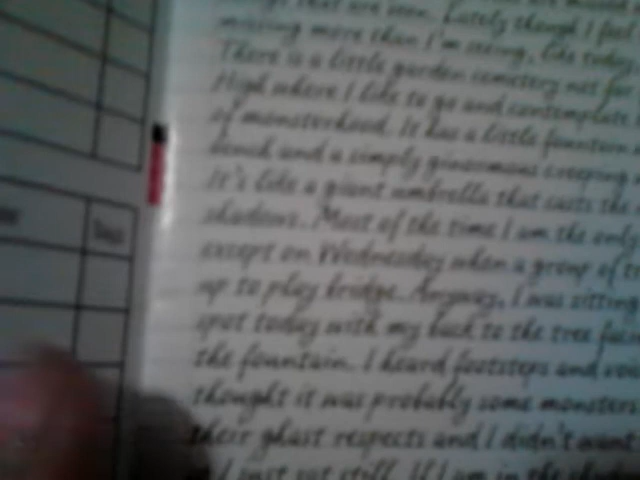 things that are seen. Lately though I feel
missing more than I'm seeing, like today.
There is a little garden cemetery not far
High where I like to go and contemplate
of monsterhood. It has a little fountain
bench and a simply ginormous creeping
It's like a giant umbrella that casts the
shadows. Most of the time I am the only
except on Wednesday when a group of
up to play bridge. Anyway, I was sitting
spot today with my back to the tree
the fountain. I heard footsteps and
thought it was probably some monsters
their ghast respects and I didn't want
I just sat still. If I am in the